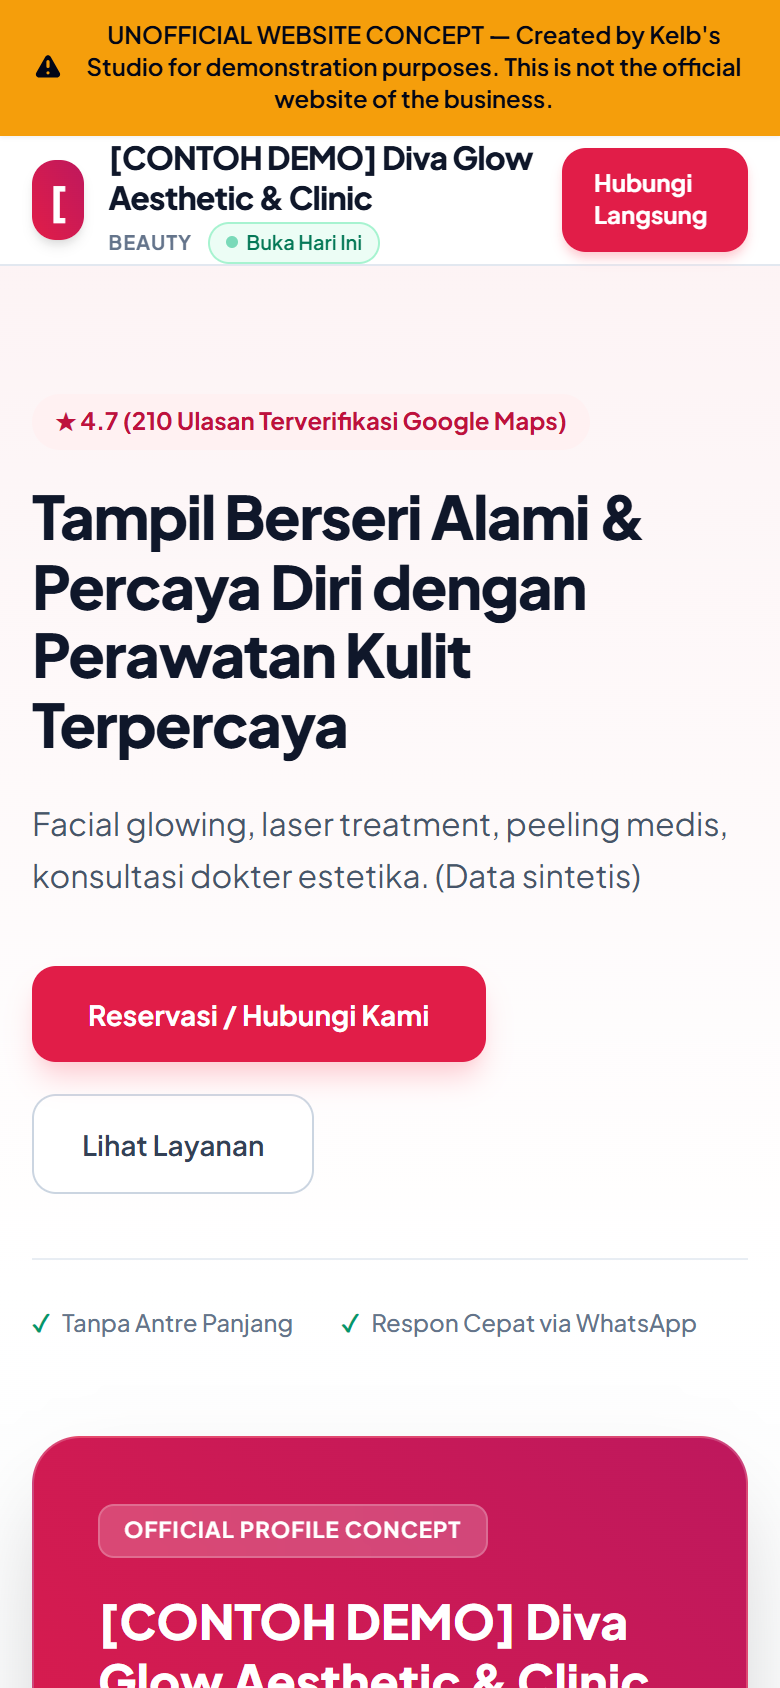 UNOFFICIAL WEBSITE CONCEPT — Created by Kelb's
Studio for demonstration purposes. This is not the official
website of the business.
[
[CONTOH DEMO] Diva Glow
Aesthetic & Clinic
BEAUTY
Buka Hari Ini
Hubungi
Langsung
★ 4.7 (210 Ulasan Terverifikasi Google Maps)
Tampil Berseri Alami &
Percaya Diri dengan
Perawatan Kulit
Terpercaya
Facial glowing, laser treatment, peeling medis,
konsultasi dokter estetika. (Data sintetis)
Reservasi / Hubungi Kami
Lihat Layanan
✓ Tanpa Antre Panjang
✓ Respon Cepat via WhatsApp
OFFICIAL PROFILE CONCEPT
[CONTOH DEMO] Diva
Glow Aesthetic & Clinic